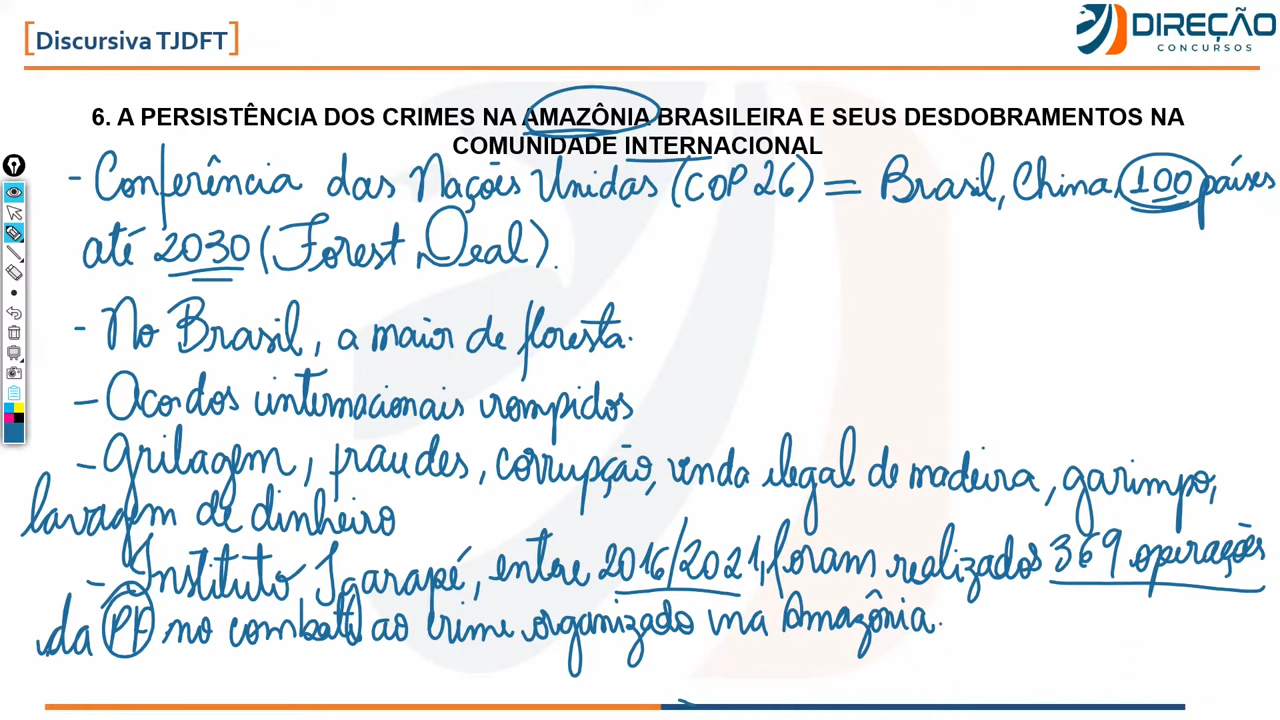 [Discursiva TJDFT]
DIREÇÃO
CONCURSOS
6. A PERSISTÊNCIA DOS CRIMES NA AMAZÔNIA BRASILEIRA E SEUS DESDOBRAMENTOS NA
COMUNIDADE INTERNACIONAL
- Conferência das Nações Unidas (COP 26) = Brasil, China, 100 países
até 2030 (Forest Deal).
- No Brasil, a maior de floresta.
- Acordos internacionais rompidos
- Grilagem, fraudes, corrupção, venda ilegal de madeira, garimpo,
lavagem de dinheiro
- Instituto Igarapé, entre 2016/2021, foram realizados 369 operações
da PF no combate ao crime organizado na Amazônia.